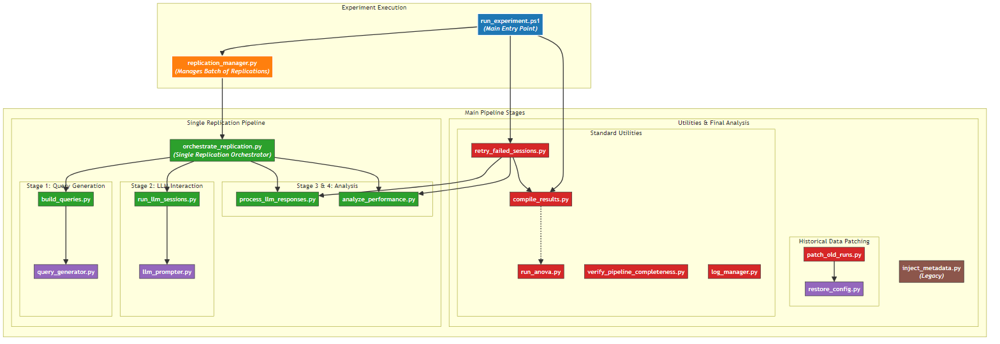 Experiment Execution
run_experiment.ps1
(Main Entry Point)
replication_manager.py
(Manages Batch of Replications)
Main Pipeline Stages
Single Replication Pipeline
orchestrate_replication.py
(Single Replication Orchestrator)
Stage 1: Query Generation
build_queries.py
query_generator.py
Stage 2: LLM Interaction
run_llm_sessions.py
llm_prompter.py
Stage 3 & 4: Analysis
process_llm_responses.py
analyze_performance.py
Utilities & Final Analysis
Standard Utilities
retry_failed_sessions.py
compile_results.py
run_anova.py
verify_pipeline_completeness.py
log_manager.py
Historical Data Patching
patch_old_runs.py
restore_config.py
inject_metadata.py
(Legacy)